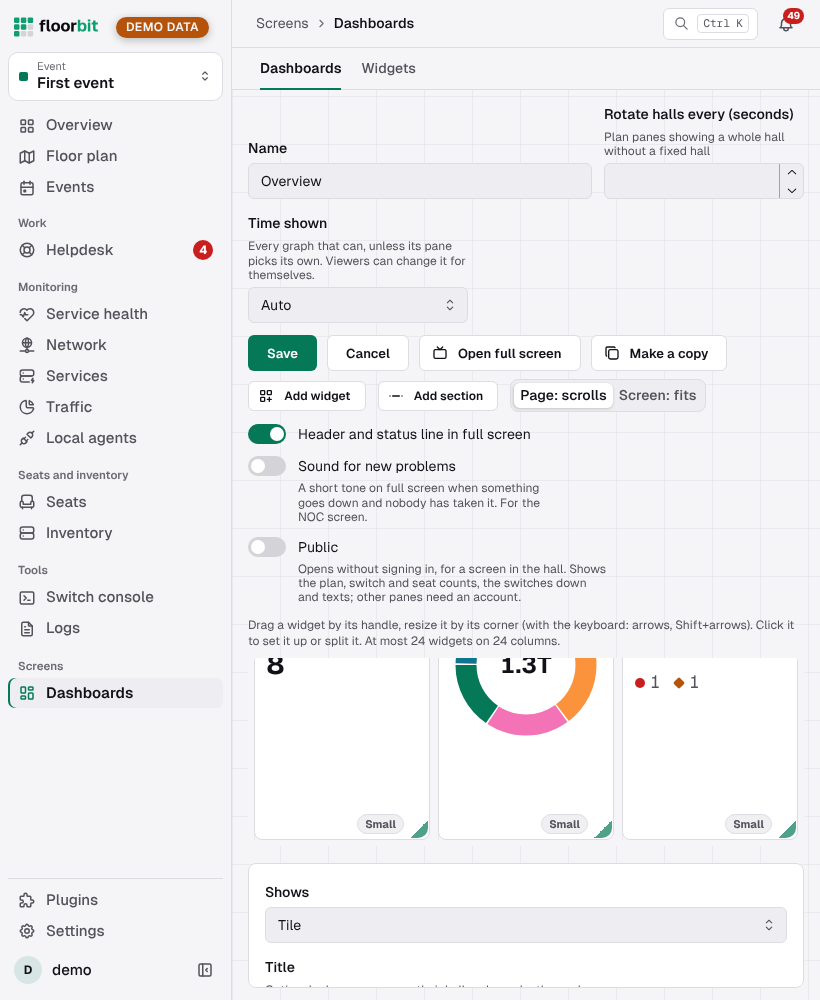 floorbit
DEMO DATA
Screens
Dashboards
Ctrl K
49
Event
First event
Dashboards
Widgets
Overview
Floor plan
Events
Work
Helpdesk
4
Monitoring
Service health
Network
Services
Traffic
Local agents
Seats and inventory
Seats
Inventory
Tools
Switch console
Logs
Screens
Dashboards
Plugins
Settings
D
demo
Name
Overview
Rotate halls every (seconds)
Plan panes showing a whole hall
without a fixed hall
Time shown
Every graph that can, unless its pane
picks its own. Viewers can change it for
themselves.
Auto
Save
Cancel
Open full screen
Make a copy
Add widget
Add section
Page: scrolls
Screen: fits
Header and status line in full screen
Sound for new problems
A short tone on full screen when something
goes down and nobody has taken it. For the
NOC screen.
Public
Opens without signing in, for a screen in the hall. Shows
the plan, switch and seat counts, the switches down
and texts; other panes need an account.
Drag a widget by its handle, resize it by its corner (with the keyboard: arrows, Shift+arrows). Click it
to set it up or split it. At most 24 widgets on 24 columns.
8
1.3T
1
1
Small
Small
Small
Shows
Tile
Title